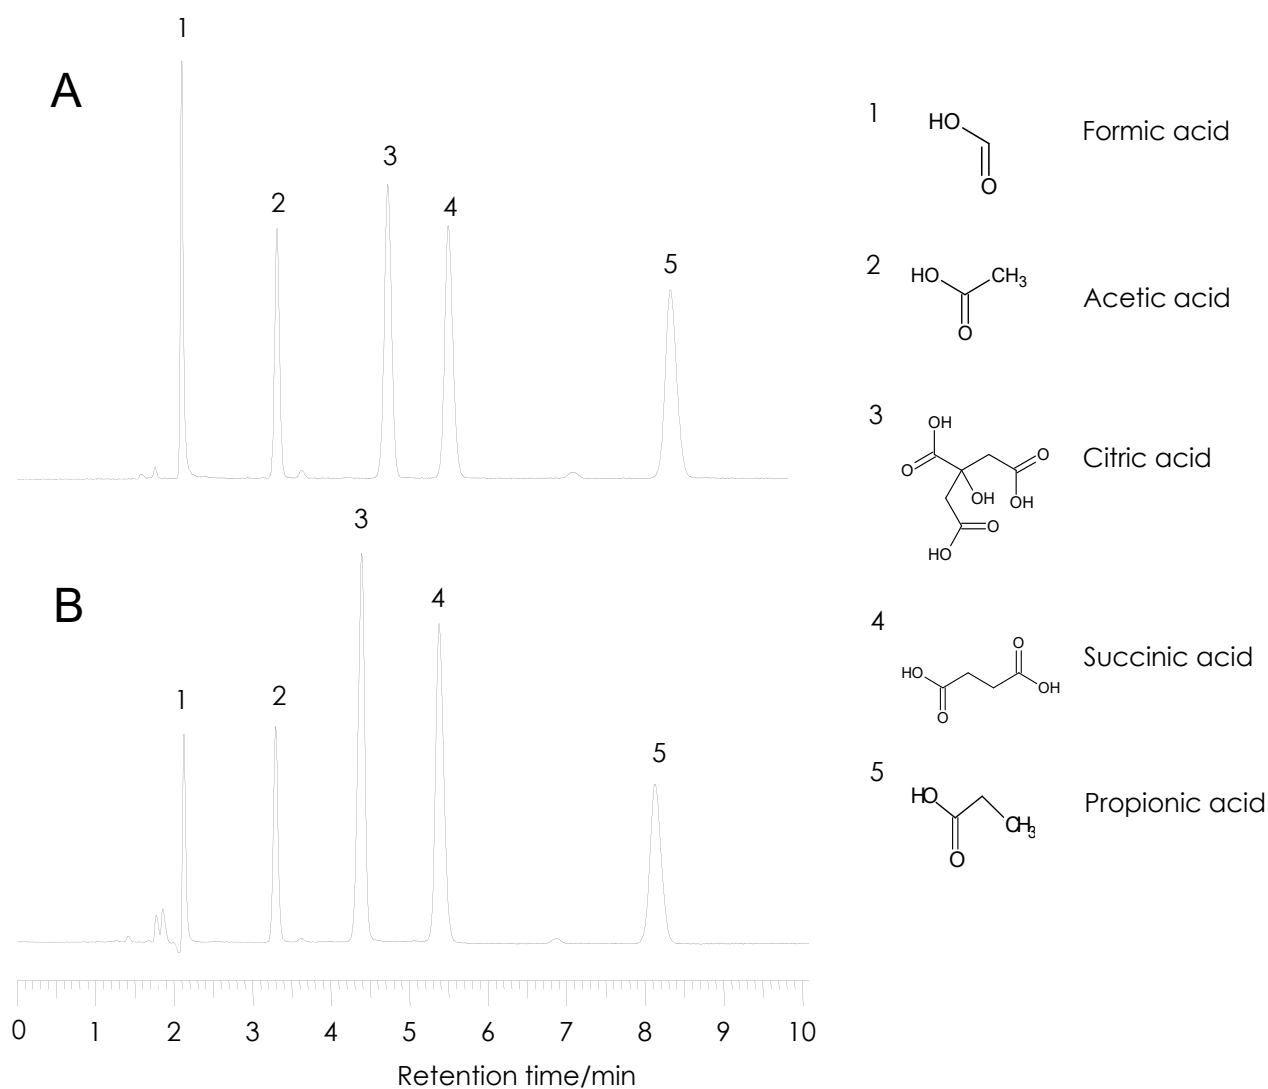 1
A
2
3
4
5
B
1
2
3
4
5
0 1 2 3 4 5 6 7 8 9 10
Retention time/min
1
HO
O
Formic acid
2
HO CH3
O
Acetic acid
3
OH
O
O
OH
OH
O
HO
Citric acid
4
O
HO
OH
O
Succinic acid
5
HO
CH3
O
Propionic acid